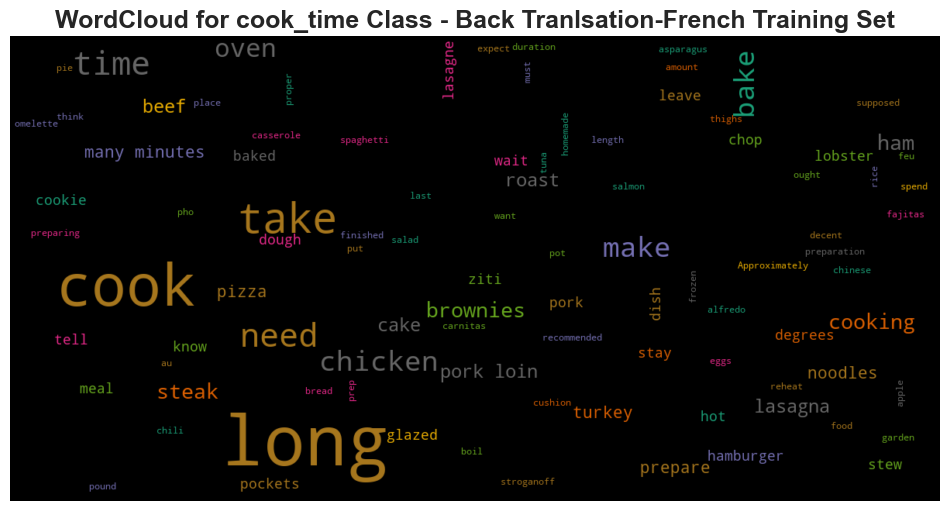 WordCloud for cook_time Class - Back Tranlsation-French Training Set
expect
duration
asparagus
oven
time
pie
lasagne
must
amount
bake
proper
beef
place
leave
supposed
omelette
think
thighs
casserole
spaghetti
homemade
length
chop
ham
many minutes
baked
wait
tuna
lobster
feu
roast
ought
rice
salmon
spend
cookie
last
pho
take
want
fajitas
preparing
dough
finished
salad
put
make
decent
pot
preparation
Approximately
chinese
cook
pizza
ziti
frozen
dish
pork
brownies
alfredo
cake
carnitas
cooking
need
tell
know
recommended
degrees
stay
chicken
au
eggs
pork loin
noodles
meal
steak
bread
prep
reheat
apple
cushion
lasagna
turkey
hot
long
glazed
chili
food
garden
boil
hamburger
stew
prepare
pound
pockets
stroganoff